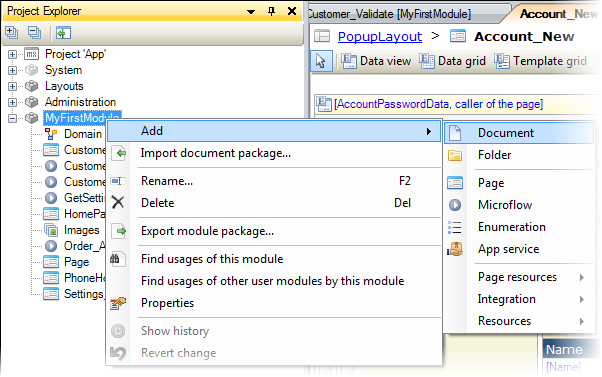 Project Explorer
mx Project 'App'
System
Layouts
Administration
MyFirstModule
Domain
Custome
Custome
Custome
GetSetti
HomePa
Images
Order_A
Page
PhoneHo
Settings_
Customer_Validate [MyFirstModule]
Account_New
PopupLayout > Account_New
Data view
Data grid
Template grid
[AccountPasswordData, caller of the page]
Add
Import document package...
Rename... F2
Delete Del
Export module package...
Find usages of this module
Find usages of other user modules by this module
Properties
Show history
Revert change
Document
Folder
Page
Microflow
Enumeration
App service
Page resources
Integration
Resources
Name
[Name]